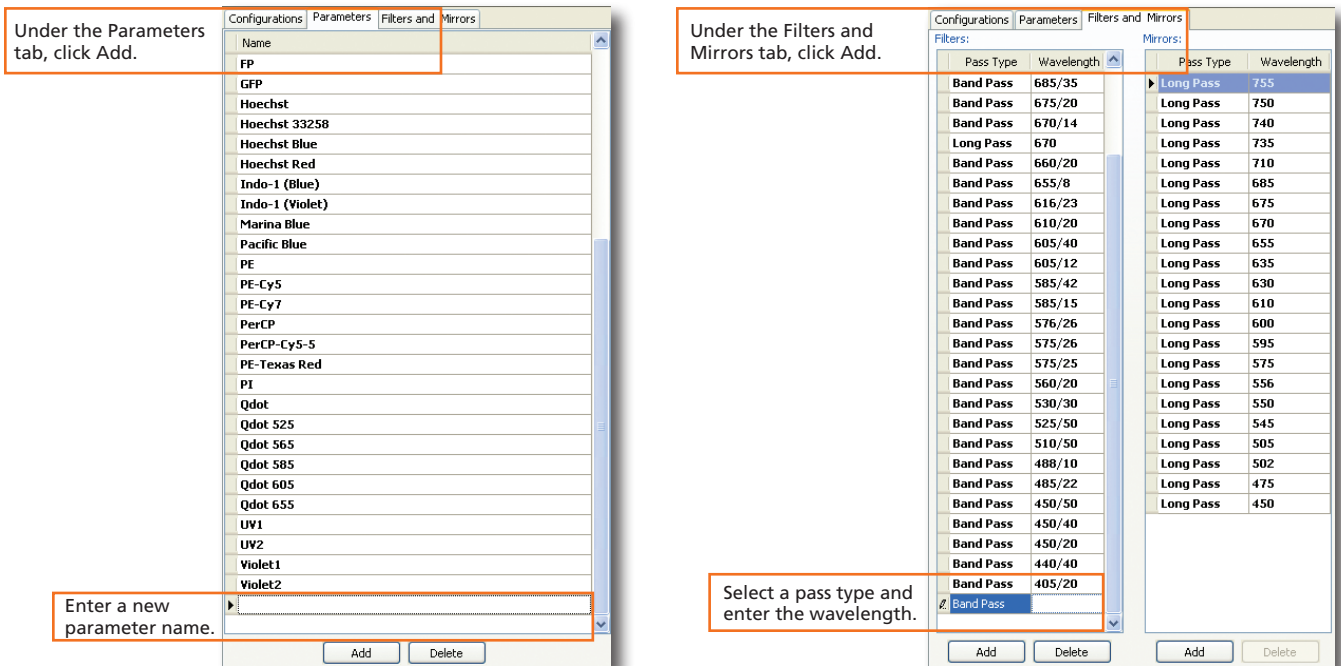 Under the Parameters
tab, click Add.
Configurations Parameters Filters and Mirrors
Name
FP
GFP
Hoechst
Hoechst 33258
Hoechst Blue
Hoechst Red
Indo-1 (Blue)
Indo-1 (Violet)
Marina Blue
Pacific Blue
PE
PE-Cy5
PE-Cy7
PerCP
PerCP-Cy5-5
PE-Texas Red
PI
Qdot
Qdot 525
Qdot 565
Qdot 585
Qdot 605
Qdot 655
UV1
UV2
Violet1
Violet2
Enter a new
parameter name.
Add Delete
Under the Filters and
Mirrors tab, click Add.
Configurations Parameters Filters and Mirrors
Filters:
Pass Type Wavelength
Band Pass 685/35
Band Pass 675/20
Band Pass 670/14
Long Pass 670
Band Pass 660/20
Band Pass 655/8
Band Pass 616/23
Band Pass 610/20
Band Pass 605/40
Band Pass 605/12
Band Pass 585/42
Band Pass 585/15
Band Pass 576/26
Band Pass 575/26
Band Pass 575/25
Band Pass 560/20
Band Pass 530/30
Band Pass 525/50
Band Pass 510/50
Band Pass 488/10
Band Pass 485/22
Band Pass 450/50
Band Pass 450/40
Band Pass 450/20
Band Pass 440/40
Band Pass 405/20
Band Pass
Select a pass type and
enter the wavelength.
Add Delete
Mirrors:
Pass Type Wavelength
Long Pass 755
Long Pass 750
Long Pass 740
Long Pass 735
Long Pass 710
Long Pass 685
Long Pass 675
Long Pass 670
Long Pass 655
Long Pass 635
Long Pass 630
Long Pass 610
Long Pass 600
Long Pass 595
Long Pass 575
Long Pass 556
Long Pass 550
Long Pass 545
Long Pass 505
Long Pass 502
Long Pass 475
Long Pass 450
Add Delete